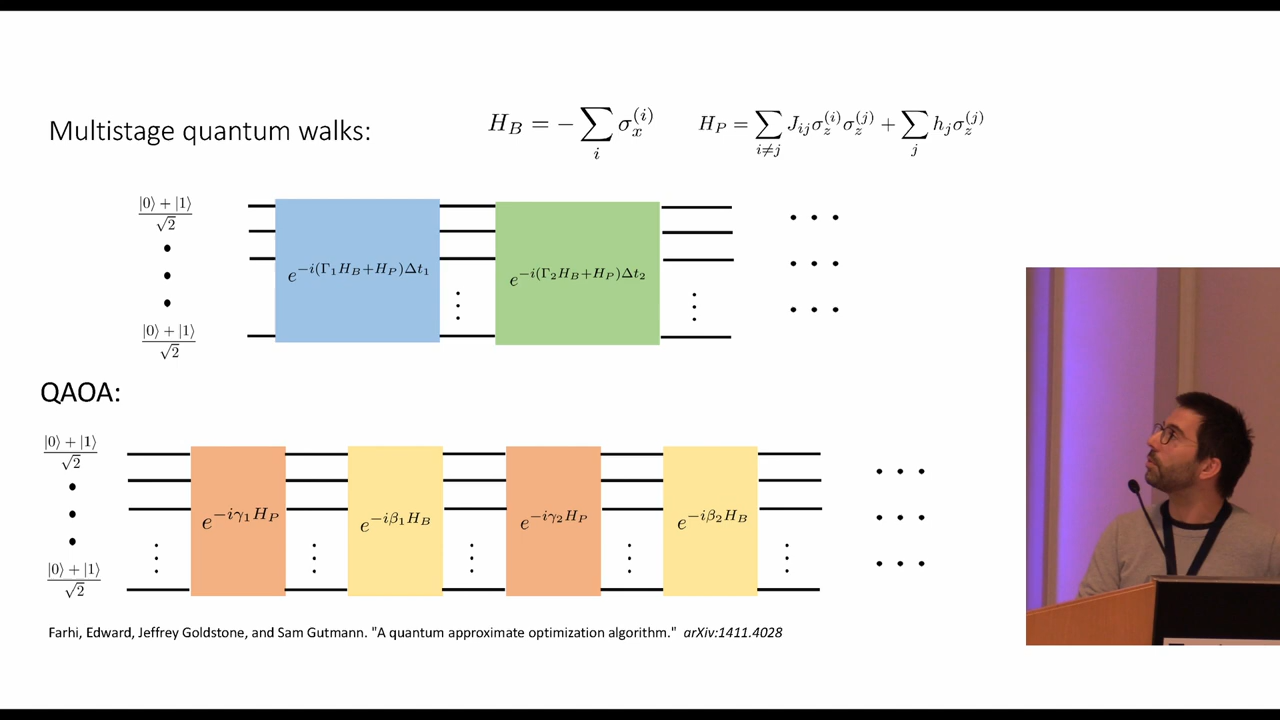 Multistage quantum walks:
H_B = −∑_i σ_x^{(i)}
H_P = ∑_{i≠j} J_{ij} σ_z^{(i)} σ_z^{(j)} + ∑_j h_j σ_z^{(j)}
|0⟩ + |1⟩ / √2
e^{−i(Γ_1 H_B + H_P)Δt_1}
e^{−i(Γ_2 H_B + H_P)Δt_2}
|0⟩ + |1⟩ / √2
QAOA:
|0⟩ + |1⟩ / √2
e^{−iγ_1 H_P}
e^{−iβ_1 H_B}
e^{−iγ_2 H_P}
e^{−iβ_2 H_B}
|0⟩ + |1⟩ / √2
Farhi, Edward, Jeffrey Goldstone, and Sam Gutmann. "A quantum approximate optimization algorithm." arXiv:1411.4028